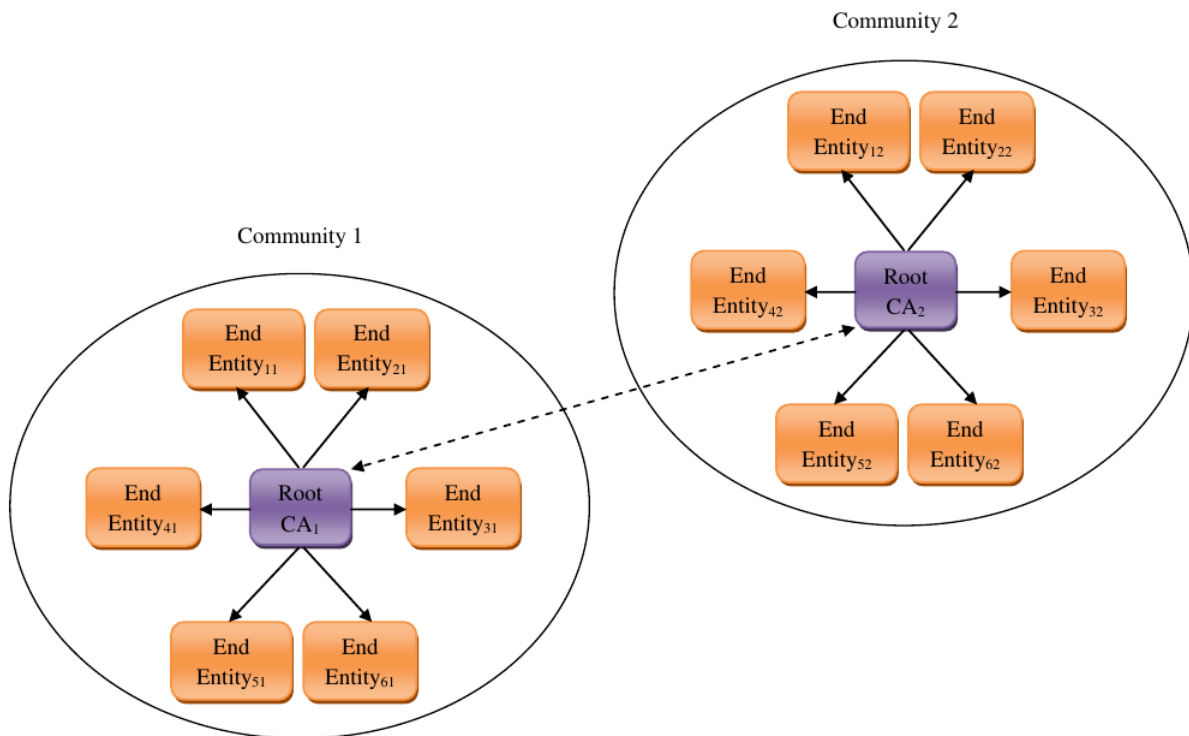 Community 2
End
Entity₁₂
End
Entity₂₂
End
Entity₄₂
Root
CA₂
End
Entity₃₂
End
Entity₅₂
End
Entity₆₂
Community 1
End
Entity₁₁
End
Entity₂₁
End
Entity₄₁
Root
CA₁
End
Entity₃₁
End
Entity₅₁
End
Entity₆₁